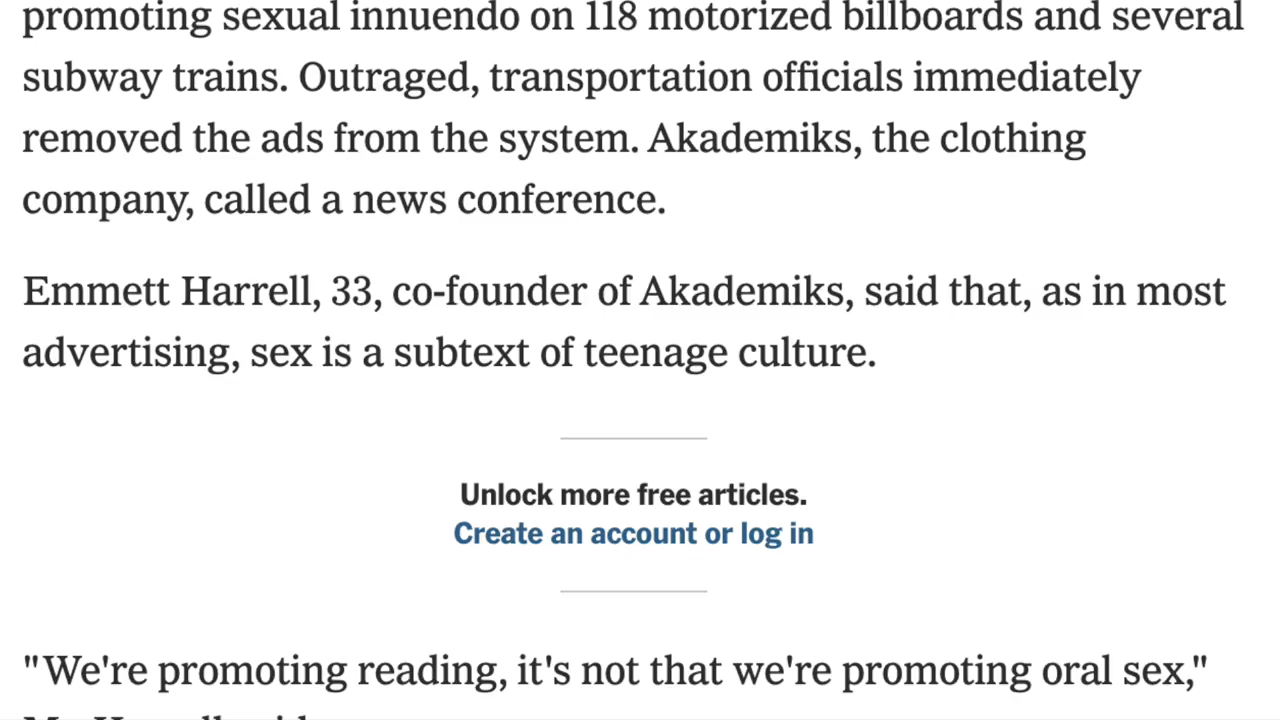 promoting sexual innuendo on 118 motorized billboards and several
subway trains. Outraged, transportation officials immediately
removed the ads from the system. Akademiks, the clothing
company, called a news conference.
Emmett Harrell, 33, co-founder of Akademiks, said that, as in most
advertising, sex is a subtext of teenage culture.
Unlock more free articles.
Create an account or log in
"We're promoting reading, it's not that we're promoting oral sex,"